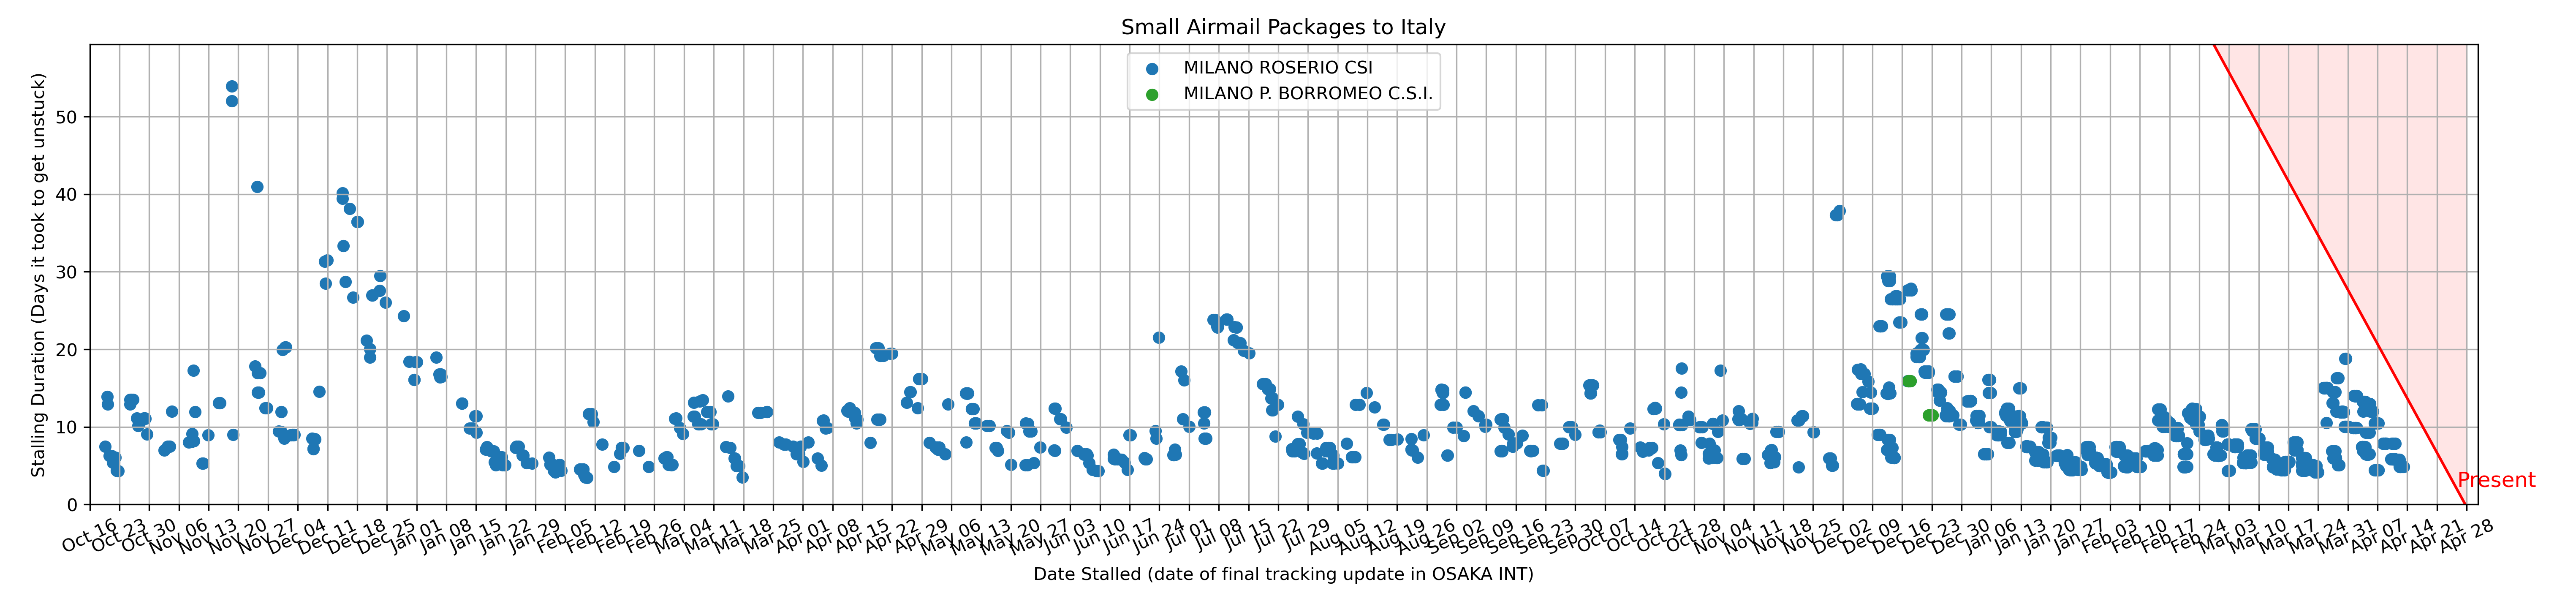 Small Airmail Packages to Italy
MILANO ROSERIO CSI
MILANO P. BORROMEO C.S.I.
Stalling Duration (Days it took to get unstuck)
50
40
30
20
10
0
Present
Oct 16
Oct 23
Oct 30
Nov 06
Nov 13
Nov 20
Nov 27
Dec 04
Dec 11
Dec 18
Dec 25
Jan 01
Jan 08
Jan 15
Jan 22
Jan 29
Feb 05
Feb 12
Feb 19
Feb 26
Mar 04
Mar 11
Mar 18
Mar 25
Apr 01
Apr 08
Apr 15
Apr 22
Apr 29
May 06
May 13
May 20
May 27
Jun 03
Jun 10
Jun 17
Jun 24
Jul 01
Jul 08
Jul 15
Jul 22
Jul 29
Aug 05
Aug 12
Aug 19
Aug 26
Sep 02
Sep 09
Sep 16
Sep 23
Sep 30
Oct 07
Oct 14
Oct 21
Oct 28
Nov 04
Nov 11
Nov 18
Nov 25
Dec 02
Dec 09
Dec 16
Dec 23
Dec 30
Jan 06
Jan 13
Jan 20
Jan 27
Feb 03
Feb 10
Feb 17
Feb 24
Mar 03
Mar 10
Mar 17
Mar 24
Mar 31
Apr 07
Apr 14
Apr 21
Apr 28
Date Stalled (date of final tracking update in OSAKA INT)